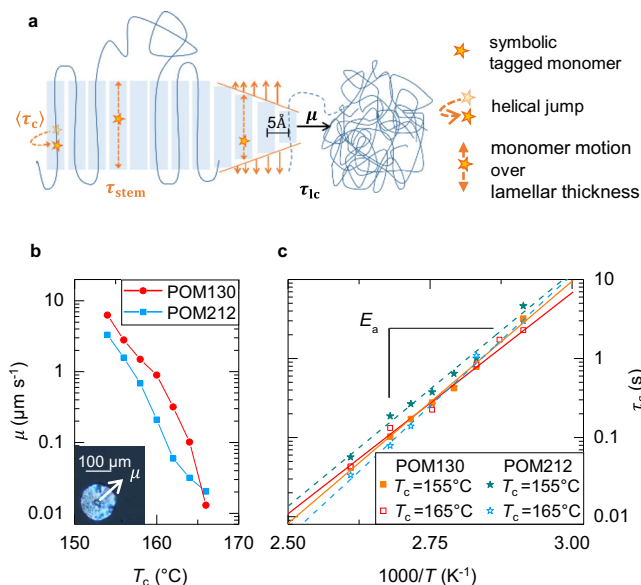 a
symbolic
tagged monomer
⟨τc⟩
5Å
μ
helical jump
τstem
τlc
monomer motion
over
lamellar thickness
b
c
POM130
POM212
10
1
0.1
0.01
μ (μm s⁻¹)
100 μm
μ
150
160
170
Tc (°C)
Ea
10
1
0.1
0.01
τc (s)
POM130 POM212
Tc =155°C Tc =155°C
Tc =165°C Tc =165°C
2.50
2.75
3.00
1000/T (K⁻¹)